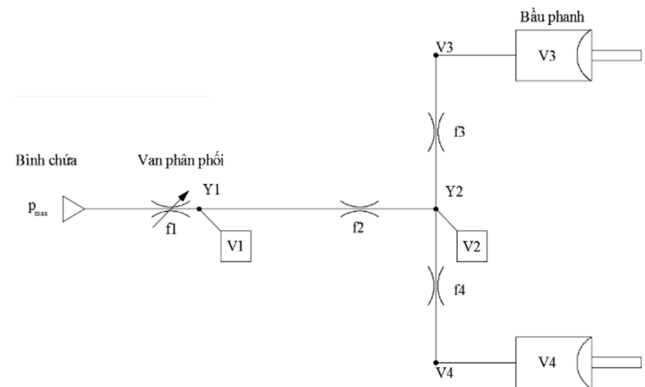 Bầu phanh
V3
V3
f3
Bình chứa
Van phân phối
Y1
Y2
pmax
f1
V1
f2
V2
f4
V4
V4